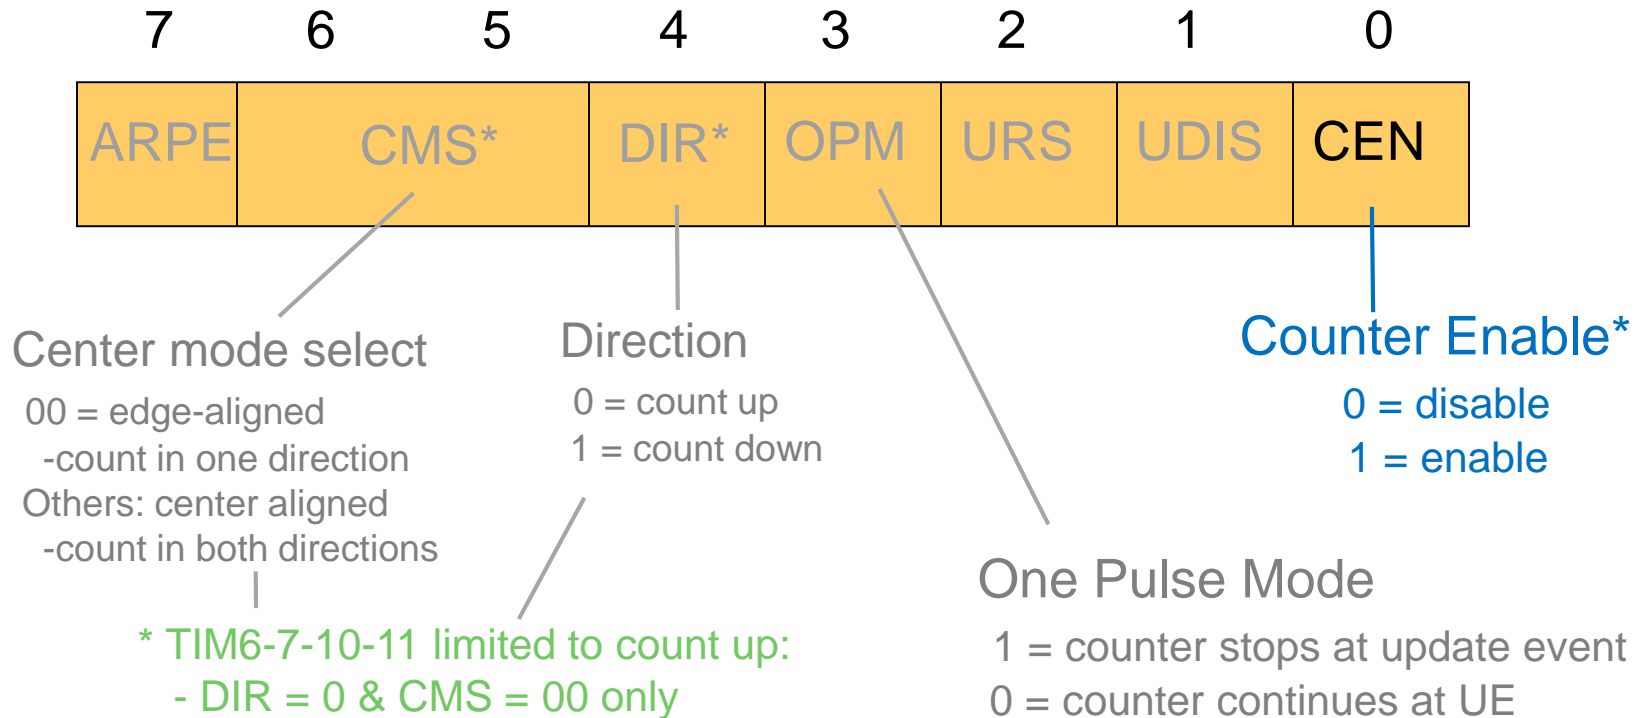 7 6 5 4 3 2 1 0
ARPE CMS* DIR* OPM URS UDIS CEN
Center mode select
00 = edge-aligned
-count in one direction
Others: center aligned
-count in both directions
Direction
0 = count up
1 = count down
Counter Enable*
0 = disable
1 = enable
One Pulse Mode
1 = counter stops at update event
0 = counter continues at UE
* TIM6-7-10-11 limited to count up:
- DIR = 0 & CMS = 00 only